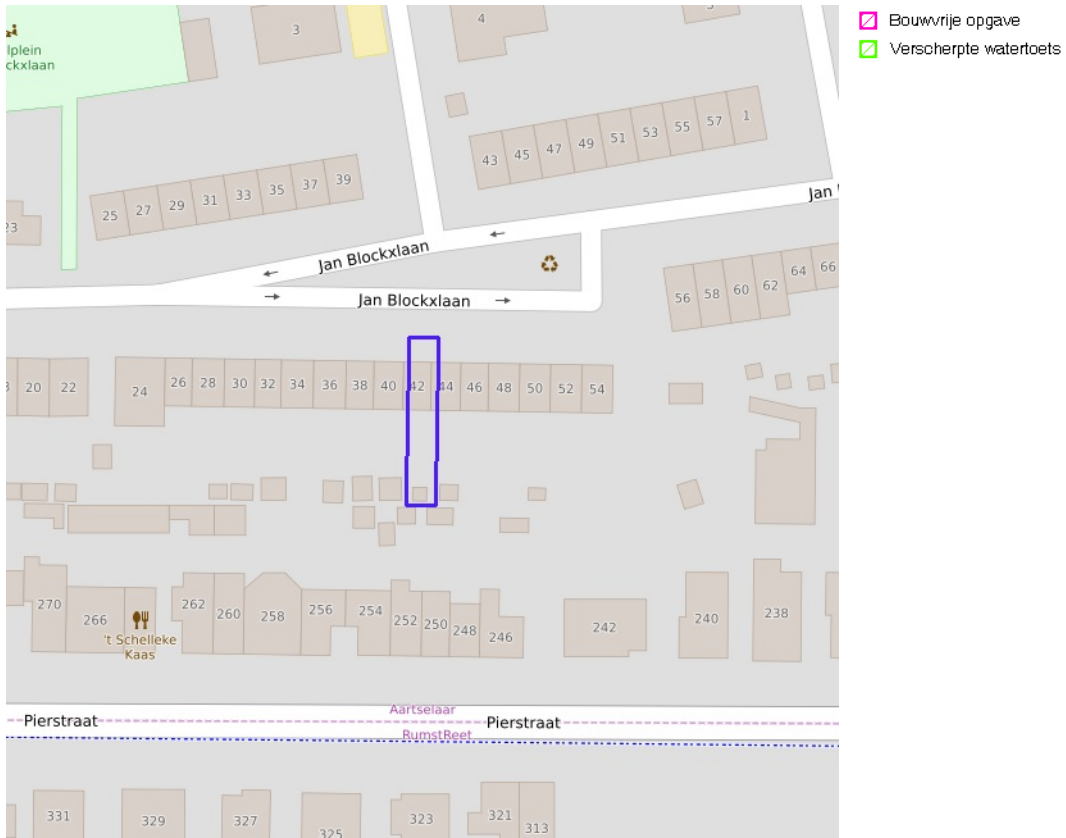 3
4
lplein
ckxlaan
43 45 47 49 51 53 55 57 1
25 27 29 31 33 35 37 39
Jan
23
Jan Blockxlaan
Jan Blockxlaan
56 58 60 62 64 66
20 22 24 26 28 30 32 34 36 38 40 42 44 46 48 50 52 54
270 266 262 260 258 256 254 252 250 248 246 242 240 238
't Schelleke
Kaas
Aartselaar
Pierstraat
Pierstraat
RumstReet
331 329 327 325 323 321 313
Bouwvrije opgave
Verscherpte watertoets